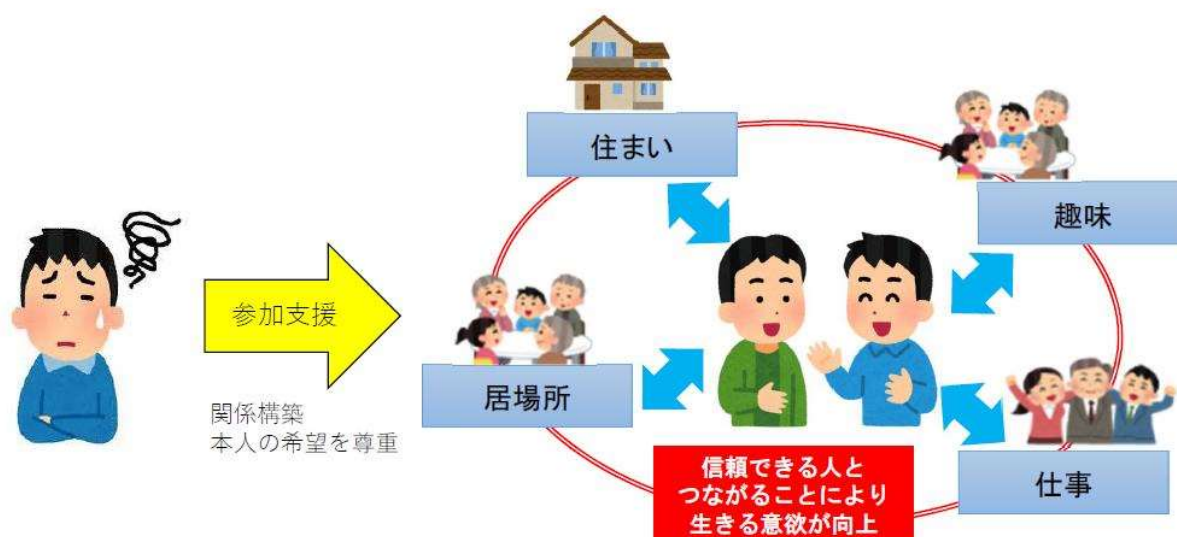 住まい
趣味
参加支援
居場所
関係構築
本人の希望を尊重
仕事
信頼できる人と
つながることにより
生きる意欲が向上